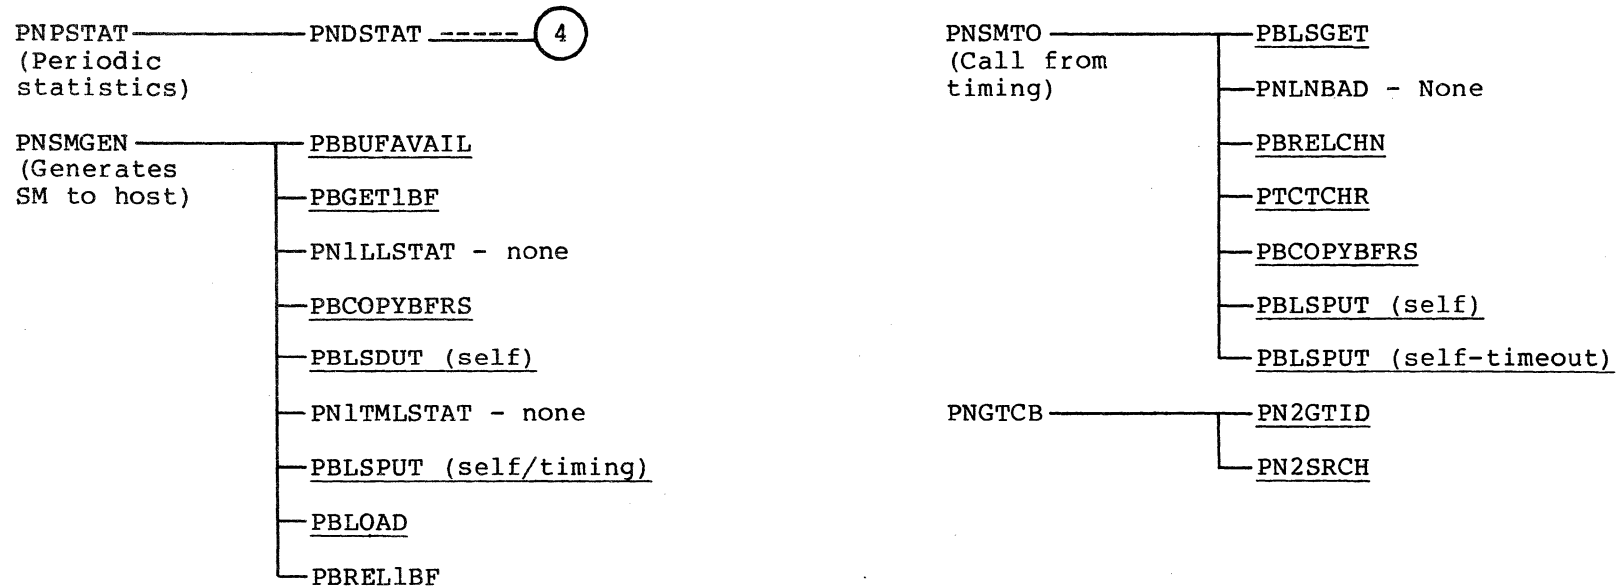 PNPSTAT PNDSTAT ----- 4
(Periodic
statistics)
PNSMGEN PBBUFAVAIL
(Generates
SM to host)
PBGET1BF
PN1LLSTAT - none
PBCOPYBFRS
PBLSDUT (self)
PN1TMLSTAT - none
PBLSPUT (self/timing)
PBLOAD
PBREL1BF
PNSMTO PBLSGET
(Call from
timing)
PNLNBAD - None
PBRELCHN
PTCTCHR
PBCOPYBFRS
PBLSPUT (self)
PBLSPUT (self-timeout)
PNGTCB PN2GTID
PN2SRCH